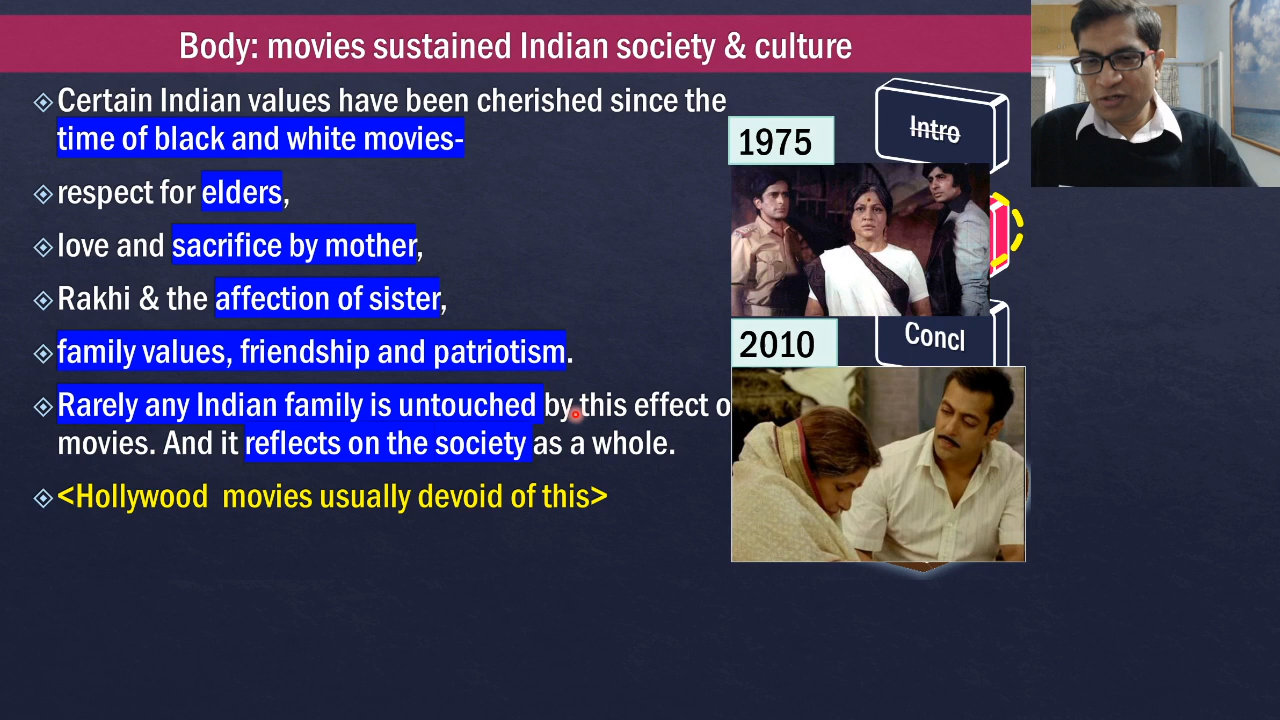 Body: movies sustained Indian society & culture
Certain Indian values have been cherished since the
time of black and white movies-
respect for elders,
love and sacrifice by mother,
Rakhi & the affection of sister,
family values, friendship and patriotism.
Rarely any Indian family is untouched by this effect o
movies. And it reflects on the society as a whole.
<Hollywood movies usually devoid of this>
Intro
1975
Concl
2010